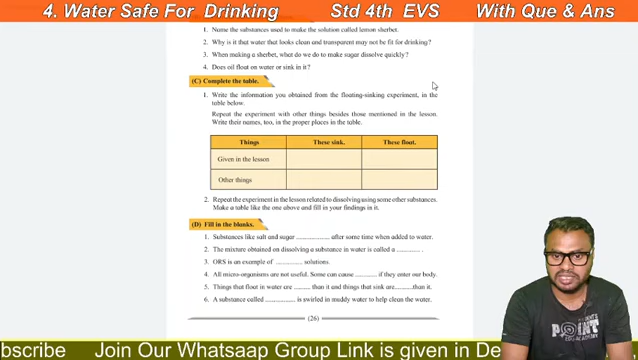 4. Water Safe For Drinking Std 4th EVS With Que & Ans
1. Name the substances used to make the solution called lemon sherbet.
2. Why is it that water that looks clean and transparent may not be fit for drinking?
3. When making a sherbet, what do we do to make sugar dissolve quickly?
4. Does oil float on water or sink in it?
(C) Complete the table.
1. Write the information you obtained from the floating-sinking experiment, in the
table below.
Repeat the experiment with other things besides those mentioned in the lesson.
Write their names, too, in the proper places in the table.
Things These sink. These float.
Given in the lesson
Other things
2. Repeat the experiment in the lesson related to dissolving using some other substances.
Make a table like the one above and fill in your findings in it.
(D) Fill in the blanks.
1. Substances like salt and sugar ............... after some time when added to water.
2. The mixture obtained on dissolving a substance in water is called a ............ .
3. ORS is an example of .............. solutions.
4. All micro-organisms are not useful. Some can cause ............ if they enter our body.
5. Things that float in water are ..........than it and things that sink are..........than it.
6. A substance called ................ is swirled in muddy water to help clean the water.
(26)
bscribe Join Our Whatsaap Group Link is given in De